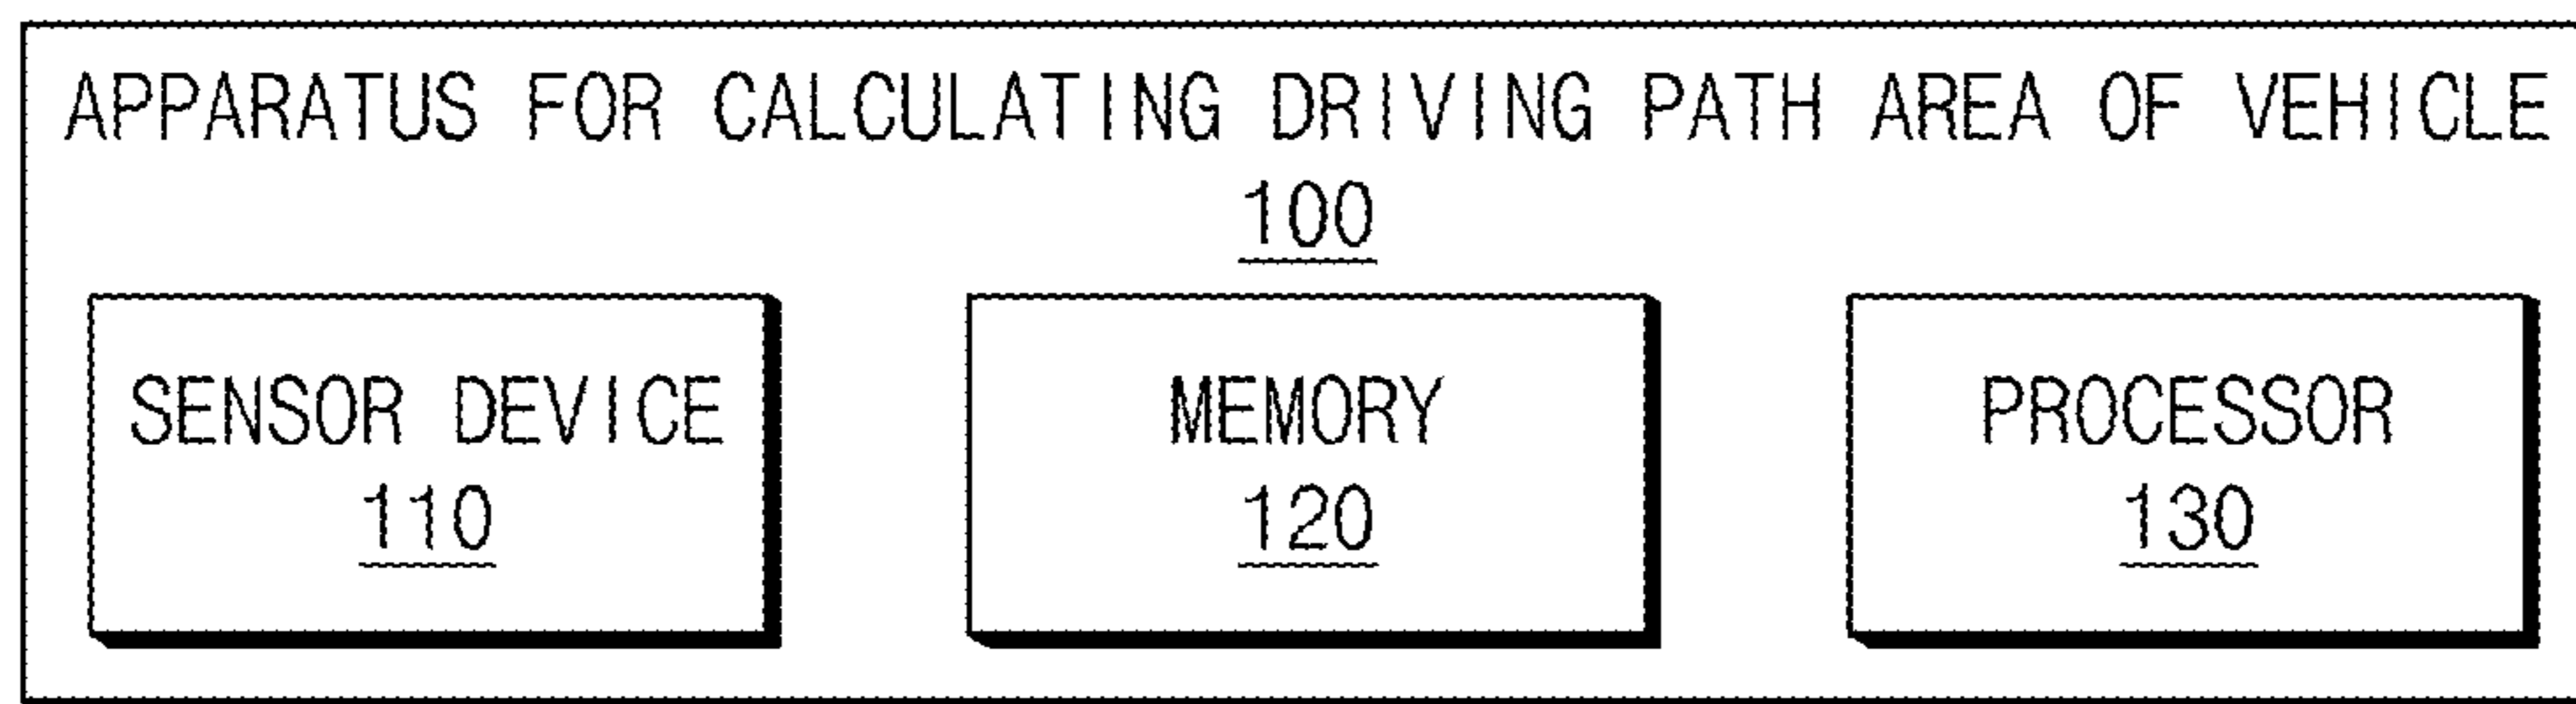 APPARATUS FOR CALCULATING DRIVING PATH AREA OF VEHICLE
100
SENSOR DEVICE
110
MEMORY
120
PROCESSOR
130